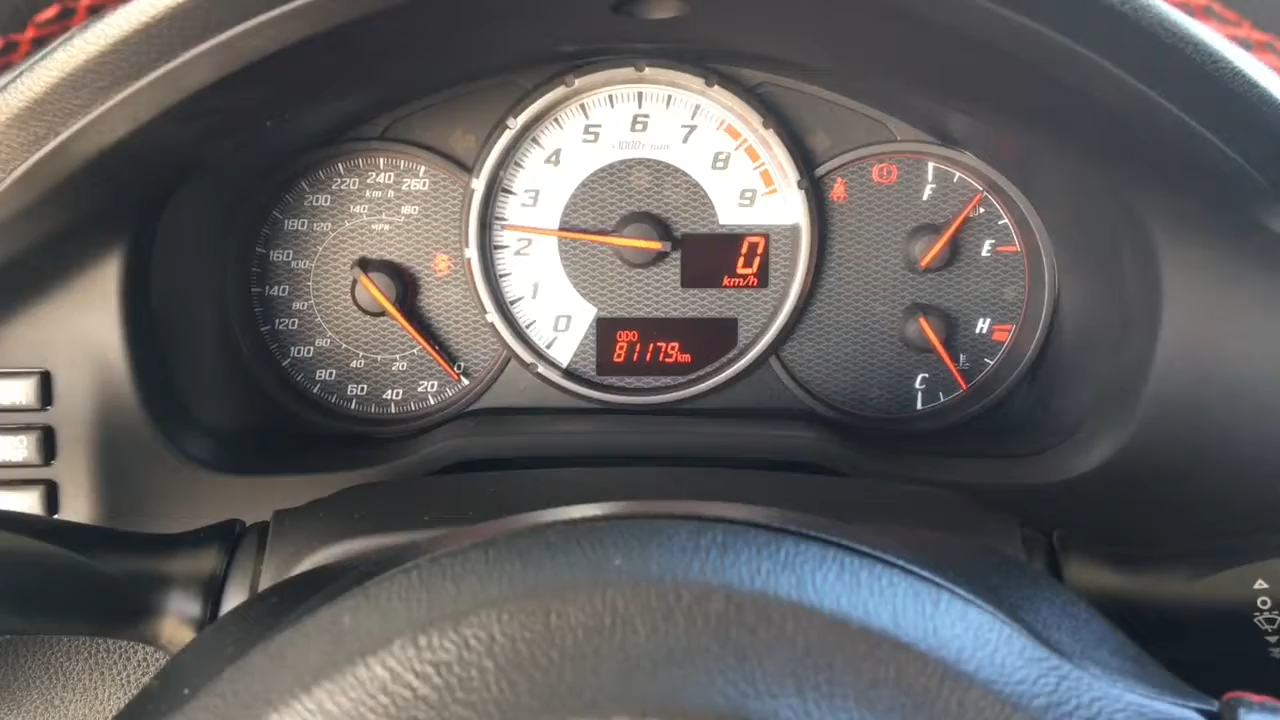 0 20 40 60 80 100 120 140 160 180 200 220 240 260
km/h
20 40 60 80 100 120 140 160
MPH
0 1 2 3 4 5 6 7 8 9
x1000r/min
0
km/h
ODO
81179km
F
E
H
C